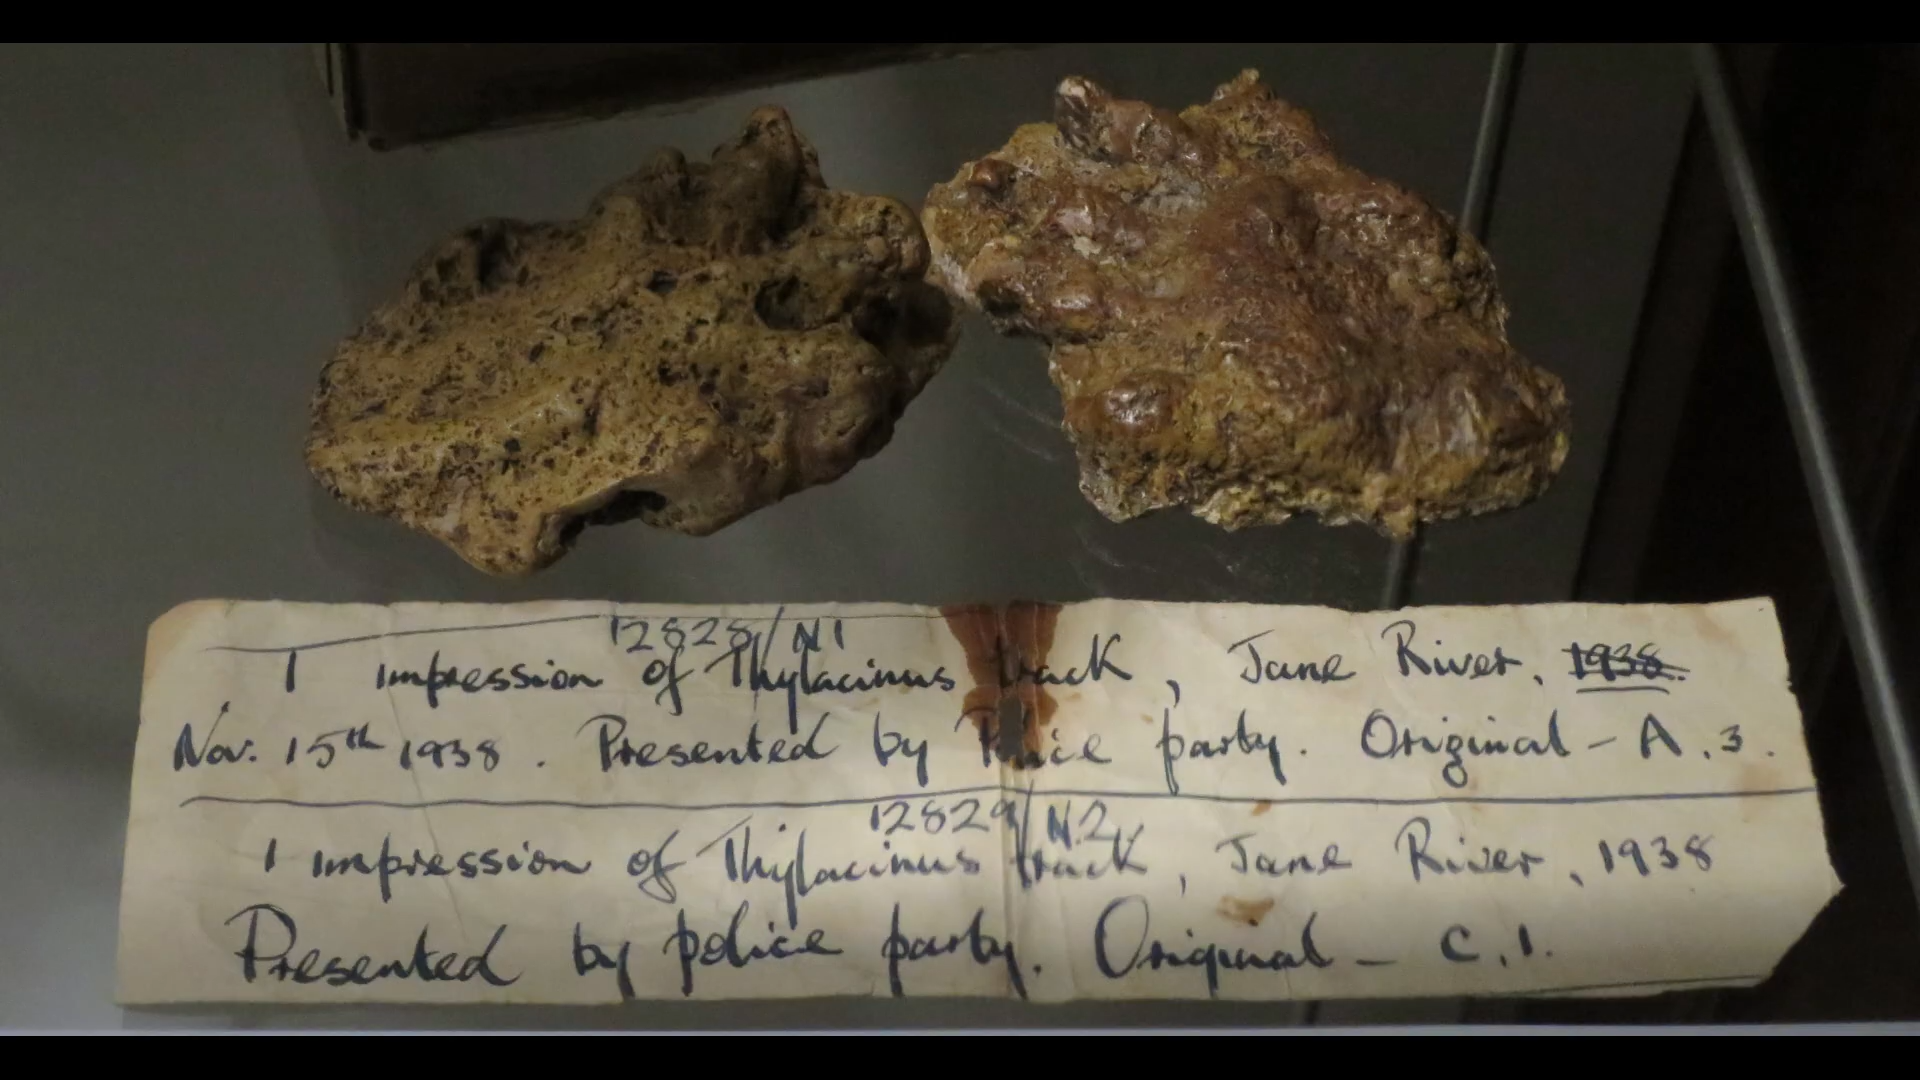 12828/N1
1 impression of Thylacinus track, Jane River, 1938.
Nov. 15th 1938. Presented by Police party. Original - A.3.
12829/N.2
1 impression of Thylacinus track, Jane River, 1938
Presented by police party. Original - C.1.